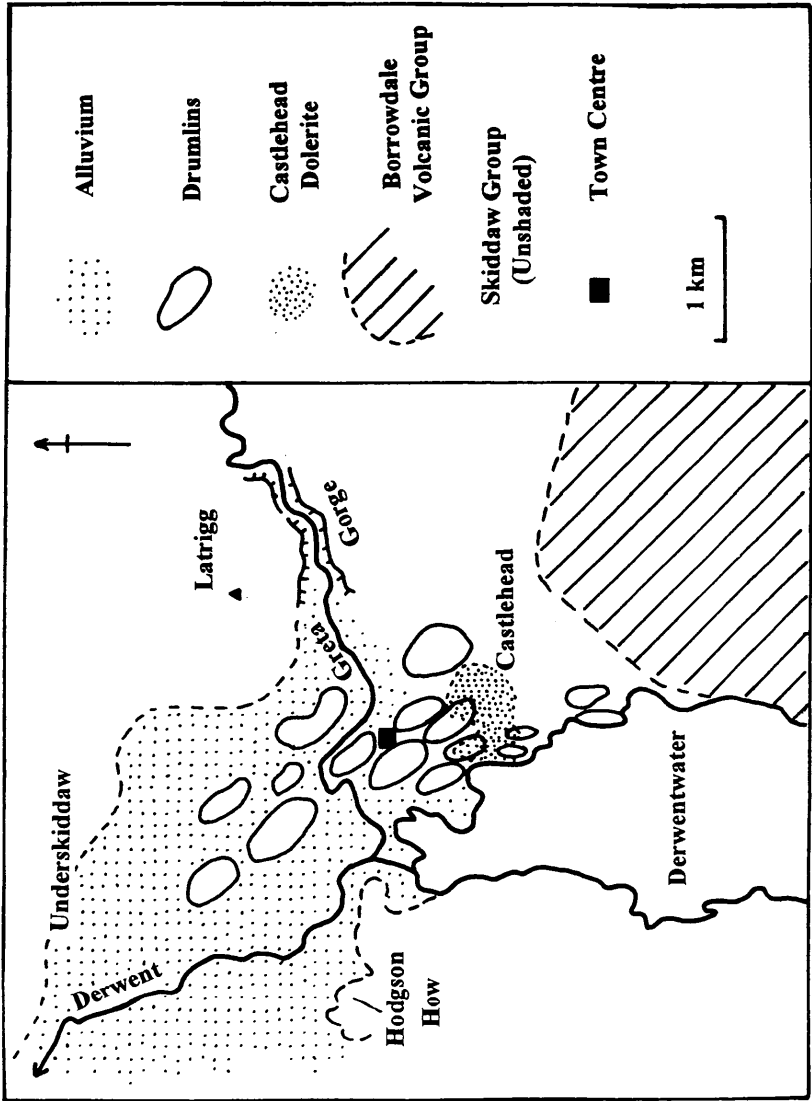 Underskiddaw
Derwent
Latrigg
Greta
Gorge
Hodgson
How
Castlehead
Derwentwater
Alluvium
Drumlins
Castlehead
Dolerite
Borrowdale
Volcanic Group
Skiddaw Group
(Unshaded)
Town Centre
1 km